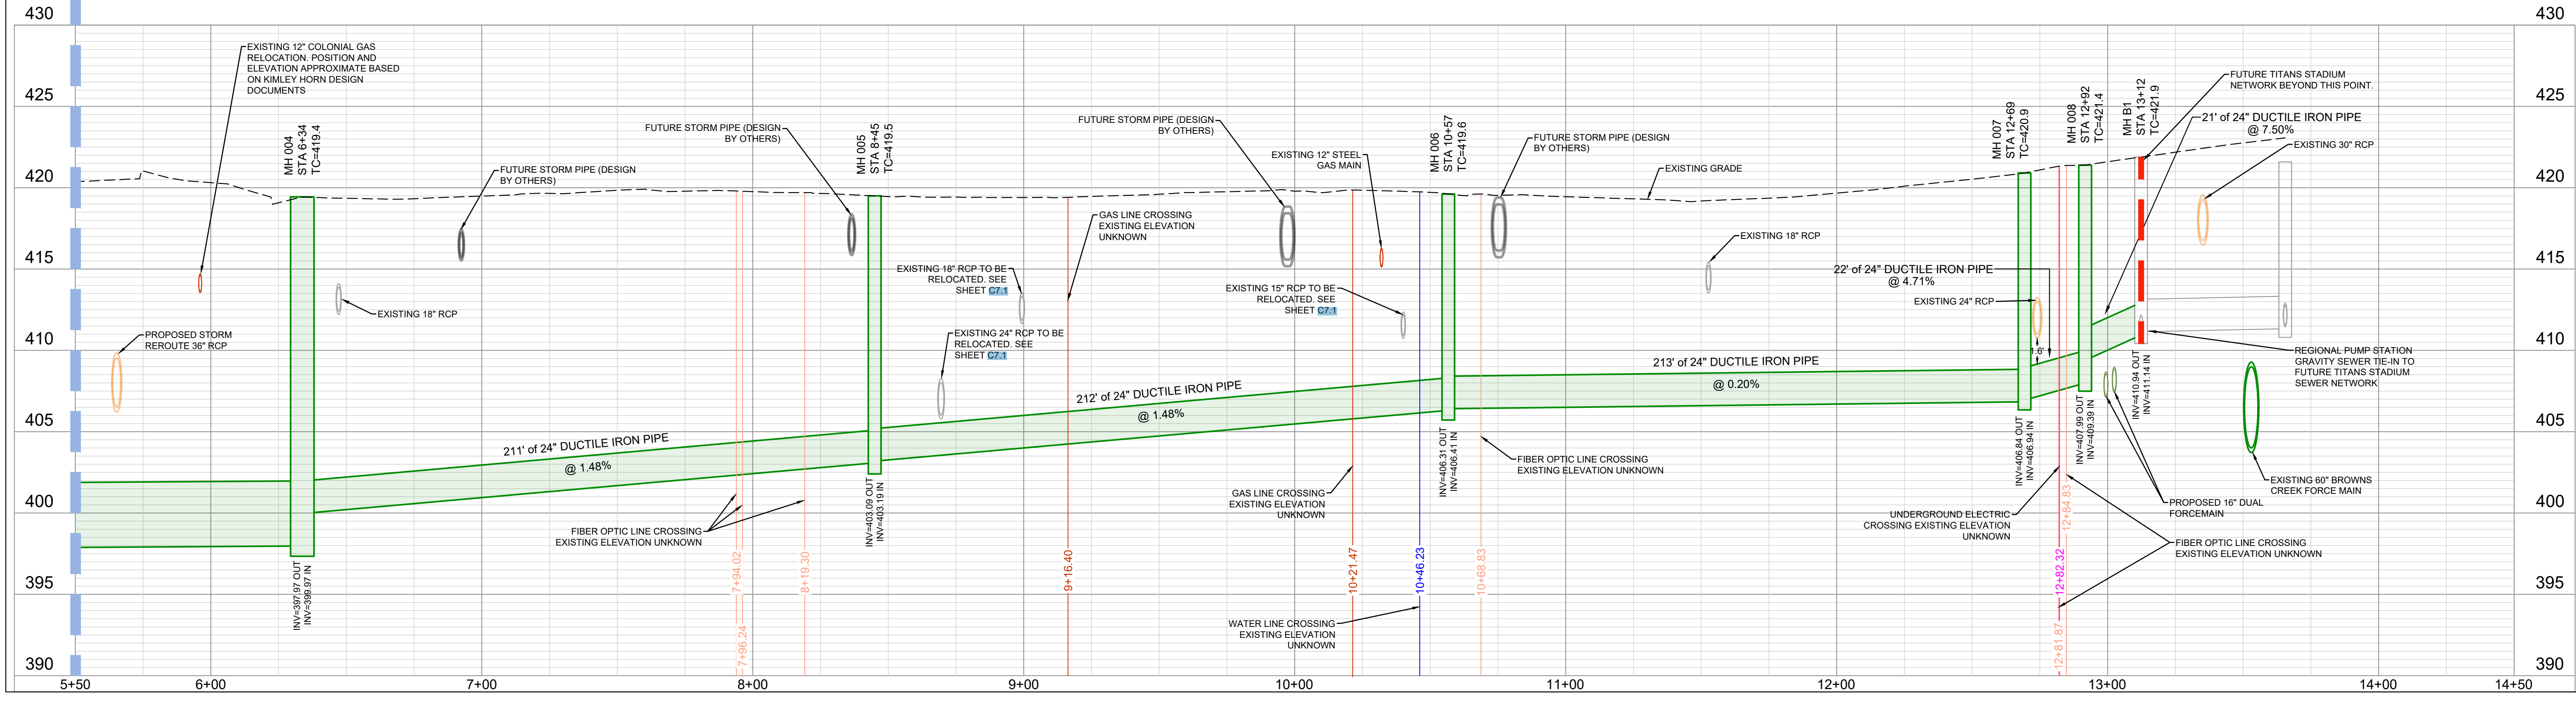 430
430
425
425
420
420
415
415
410
410
405
405
400
400
395
395
390
390
EXISTING 12" COLONIAL GAS
RELOCATION. POSITION AND
ELEVATION APPROXIMATE BASED
ON KIMLEY HORN DESIGN
DOCUMENTS
MH 004
STA 6+34
TC=419.4
FUTURE STORM PIPE (DESIGN
BY OTHERS)
EXISTING 18" RCP
PROPOSED STORM
REROUTE 36" RCP
INV=397.97 OUT
INV=399.97 IN
211' of 24" DUCTILE IRON PIPE
@ 1.48%
FUTURE STORM PIPE (DESIGN
BY OTHERS)
MH 005
STA 8+45
TC=419.5
FIBER OPTIC LINE CROSSING
EXISTING ELEVATION UNKNOWN
7+94.02
7+96.24
8+19.30
INV=403.09 OUT
INV=403.19 IN
EXISTING 18" RCP TO BE
RELOCATED. SEE
SHEET C7.1
EXISTING 24" RCP TO BE
RELOCATED. SEE
SHEET C7.1
GAS LINE CROSSING
EXISTING ELEVATION
UNKNOWN
9+16.40
212' of 24" DUCTILE IRON PIPE
@ 1.48%
FUTURE STORM PIPE (DESIGN
BY OTHERS)
EXISTING 12" STEEL
GAS MAIN
EXISTING 15" RCP TO BE
RELOCATED. SEE
SHEET C7.1
GAS LINE CROSSING
EXISTING ELEVATION
UNKNOWN
10+21.47
WATER LINE CROSSING
EXISTING ELEVATION
UNKNOWN
10+46.23
MH 006
STA 10+57
TC=419.6
INV=406.31 OUT
INV=406.41 IN
FUTURE STORM PIPE (DESIGN
BY OTHERS)
EXISTING GRADE
FIBER OPTIC LINE CROSSING
EXISTING ELEVATION UNKNOWN
10+68.83
EXISTING 18" RCP
213' of 24" DUCTILE IRON PIPE
@ 0.20%
MH 007
STA 12+69
TC=420.9
22' of 24" DUCTILE IRON PIPE
@ 4.71%
EXISTING 24" RCP
1.6'
INV=406.84 OUT
INV=406.94 IN
UNDERGROUND ELECTRIC
CROSSING EXISTING ELEVATION
UNKNOWN
12+82.32
12+81.87
12+84.83
MH 008
STA 12+92
TC=421.4
INV=407.99 OUT
INV=409.39 IN
MH B1
STA 13+12
TC=421.9
INV=410.94 OUT
INV=411.14 IN
FUTURE TITANS STADIUM
NETWORK BEYOND THIS POINT.
21' of 24" DUCTILE IRON PIPE
@ 7.50%
EXISTING 30" RCP
REGIONAL PUMP STATION
GRAVITY SEWER TIE-IN TO
FUTURE TITANS STADIUM
SEWER NETWORK
EXISTING 60" BROWNS
CREEK FORCE MAIN
PROPOSED 16" DUAL
FORCEMAIN
FIBER OPTIC LINE CROSSING
EXISTING ELEVATION UNKNOWN
5+50
6+00
7+00
8+00
9+00
10+00
11+00
12+00
13+00
14+00
14+50